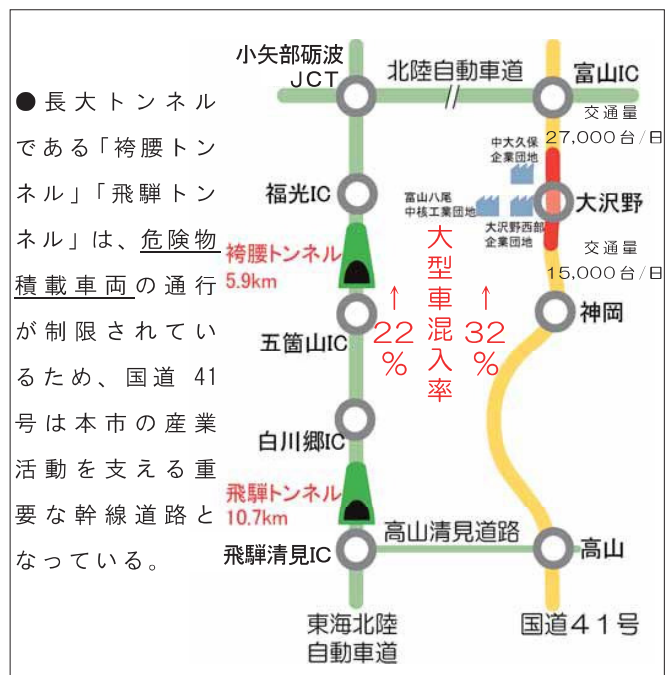 ●長大トンネル
である「袴腰トン
ネル」「飛騨トン
ネル」は、危険物
積載車両の通行
が制限されてい
るため、国道 41
号は本市の産業
活動を支える重
要な幹線道路と
なっている。
小矢部砺波
JCT
北陸自動車道
富山IC
交通量
27,000台/日
中大久保
企業団地
福光IC
富山八尾
中核工業団地
大沢野西部
企業団地
大沢野
袴腰トンネル
5.9km
大型車混入率
↑
22
%
↑
32
%
交通量
15,000台/日
五箇山IC
神岡
白川郷IC
飛騨トンネル
10.7km
飛騨清見IC
高山清見道路
高山
東海北陸
自動車道
国道41号